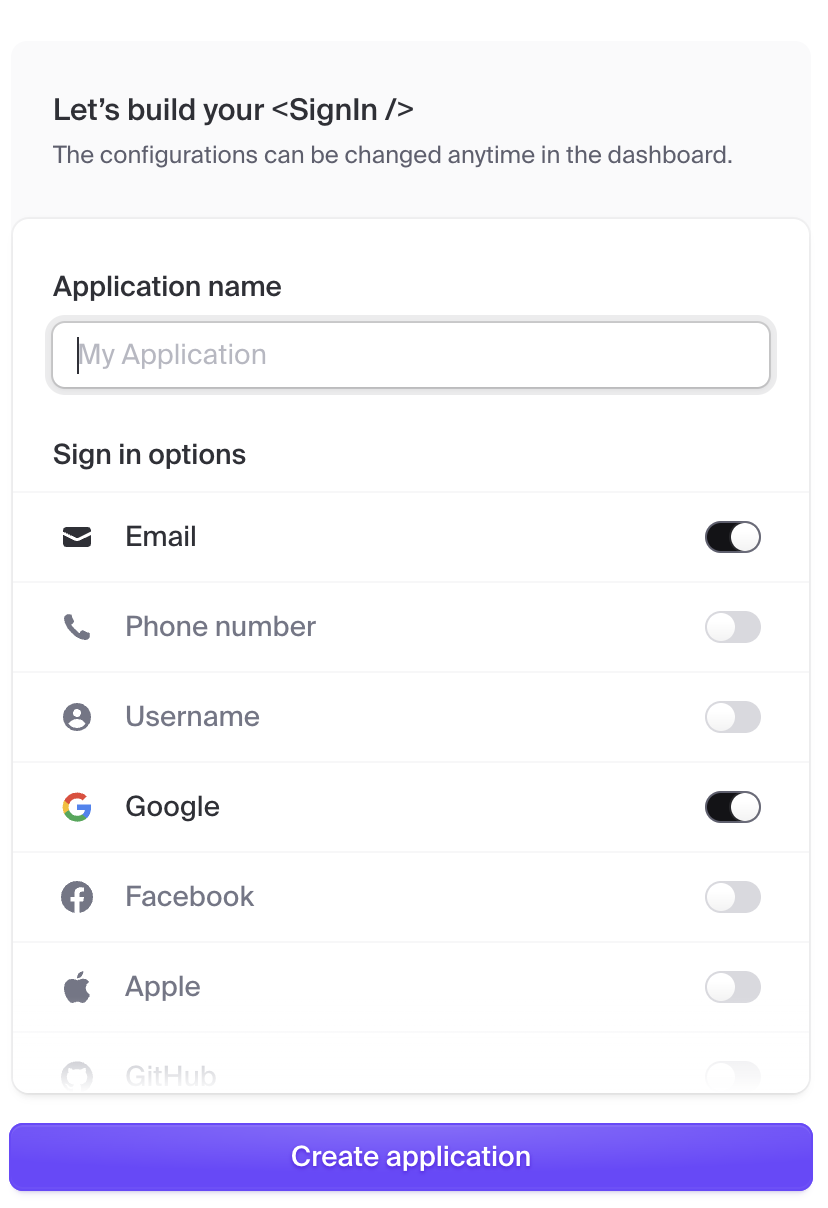 Let’s build your <SignIn />
The configurations can be changed anytime in the dashboard.
Application name
My Application
Sign in options
Email
Phone number
Username
Google
Facebook
Apple
GitHub
Create application